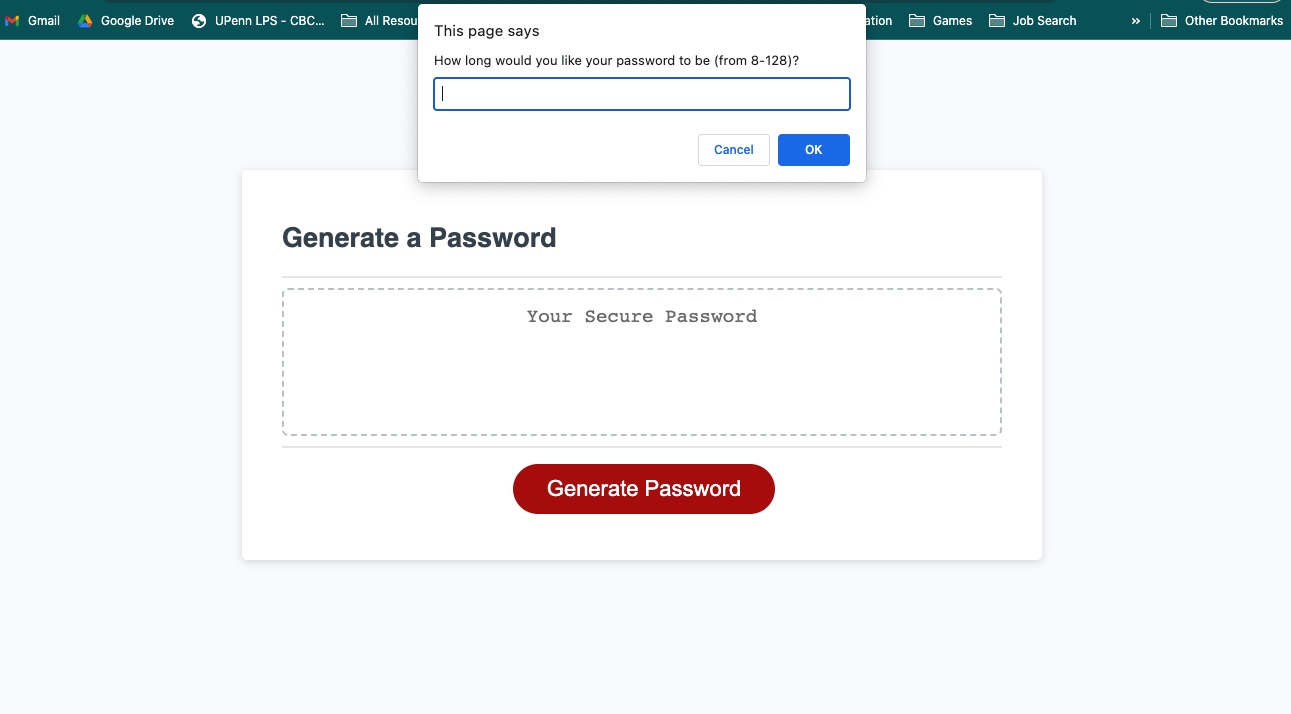 Gmail
Google Drive
UPenn LPS - CBC...
All Resou
ation
Games
Job Search
»
Other Bookmarks
This page says
How long would you like your password to be (from 8-128)?
Cancel
OK
Generate a Password
Your Secure Password
Generate Password